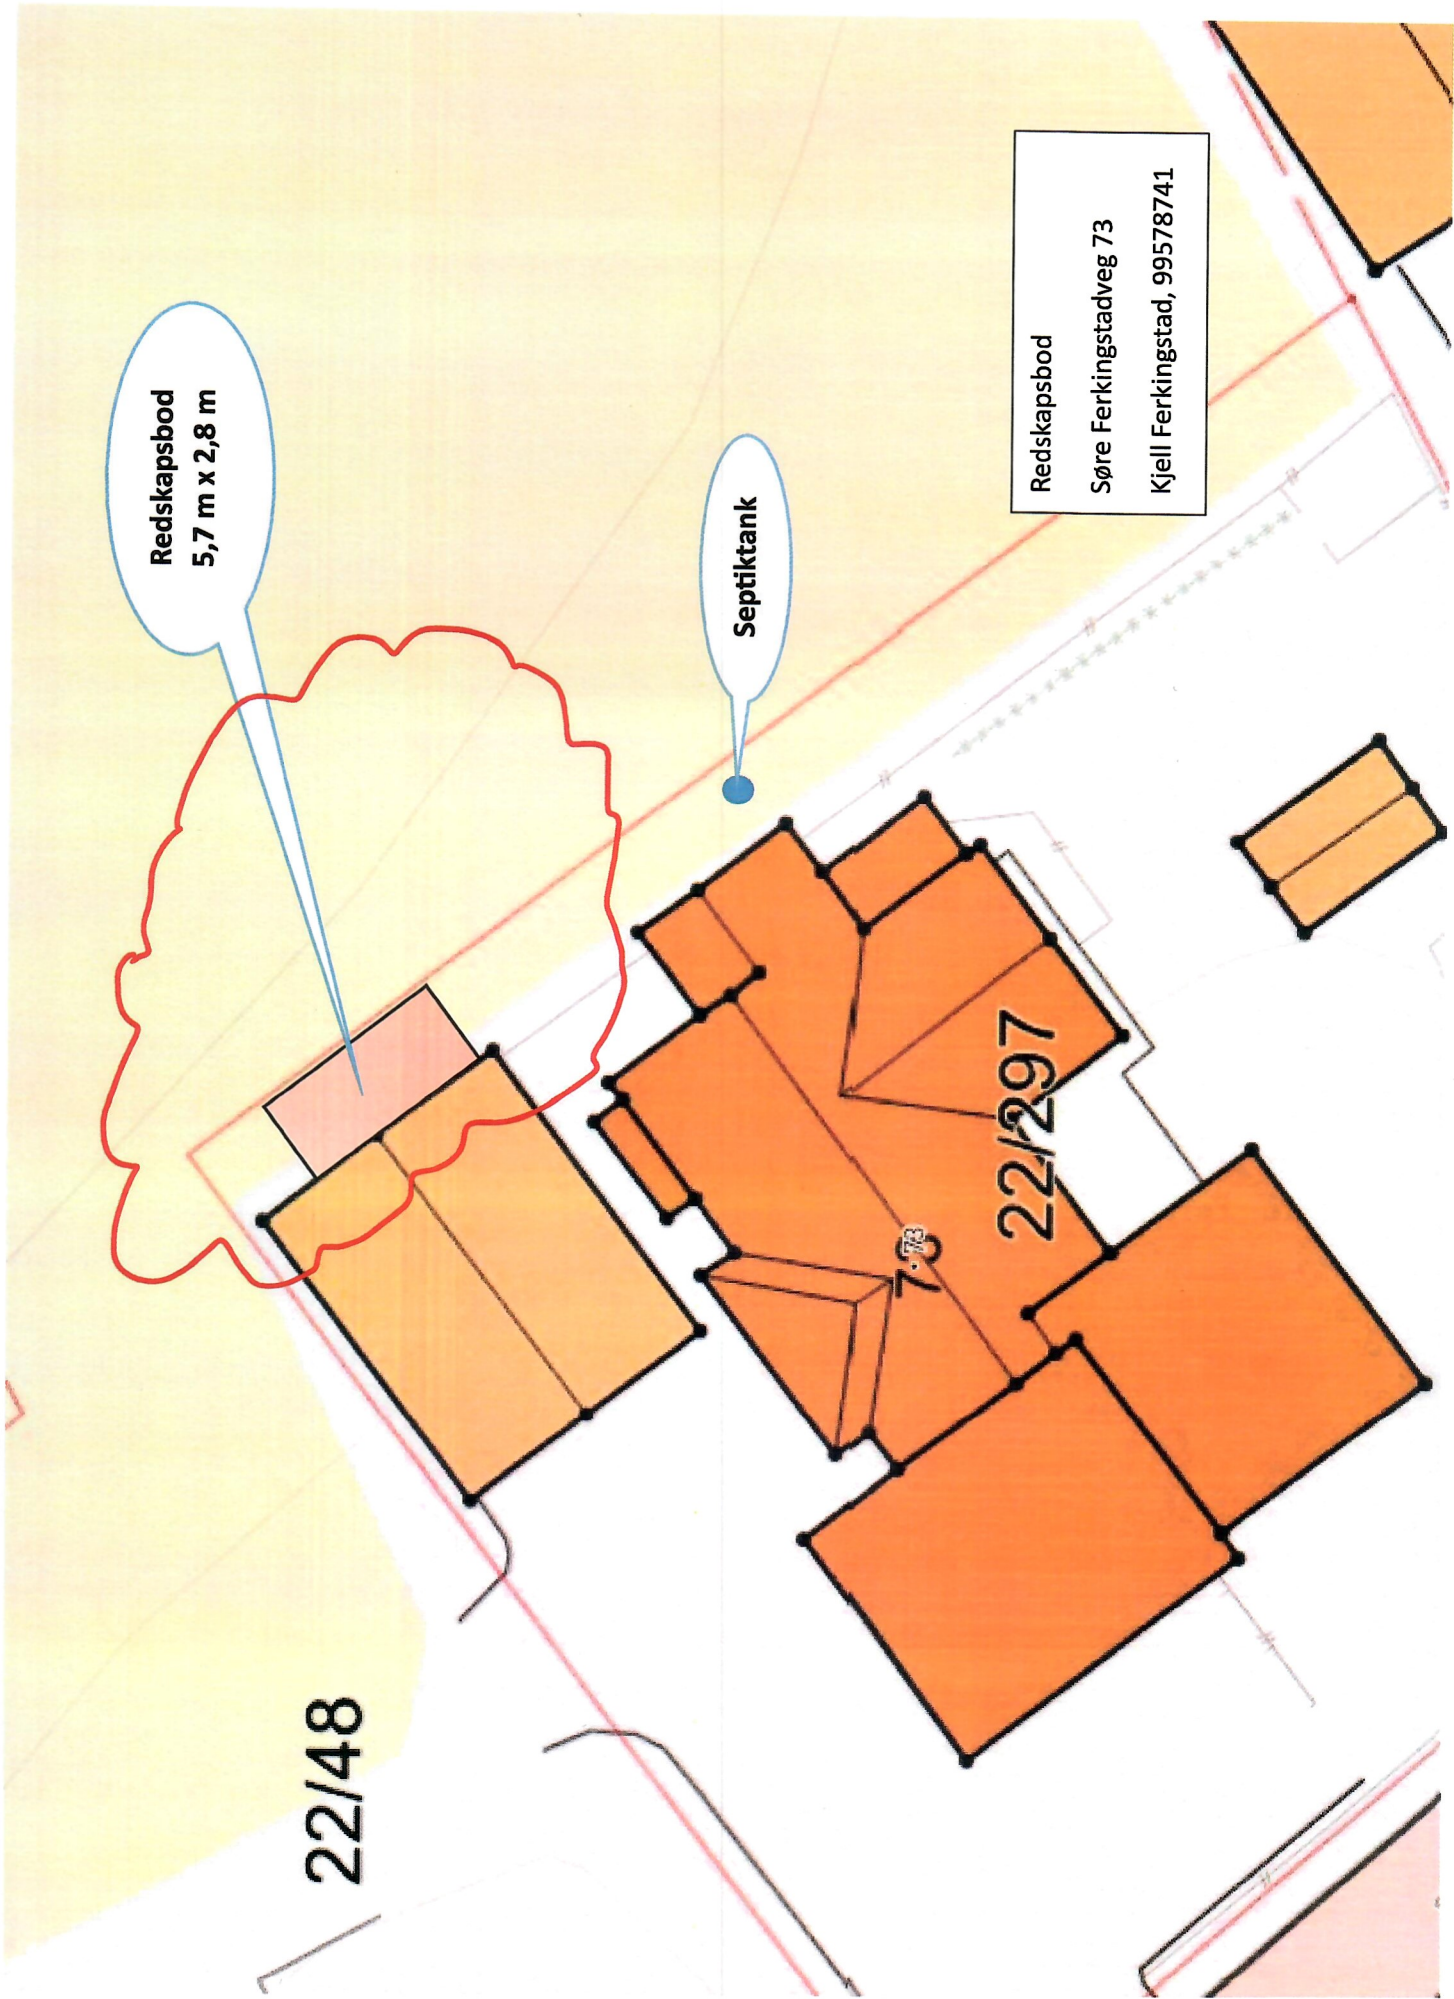 Redskapsbod
5,7 m x 2,8 m
Septiktank
Redskapsbod
Søre Ferkingstadveg 73
Kjell Ferkingstad, 99578741
22/48
22/297
73